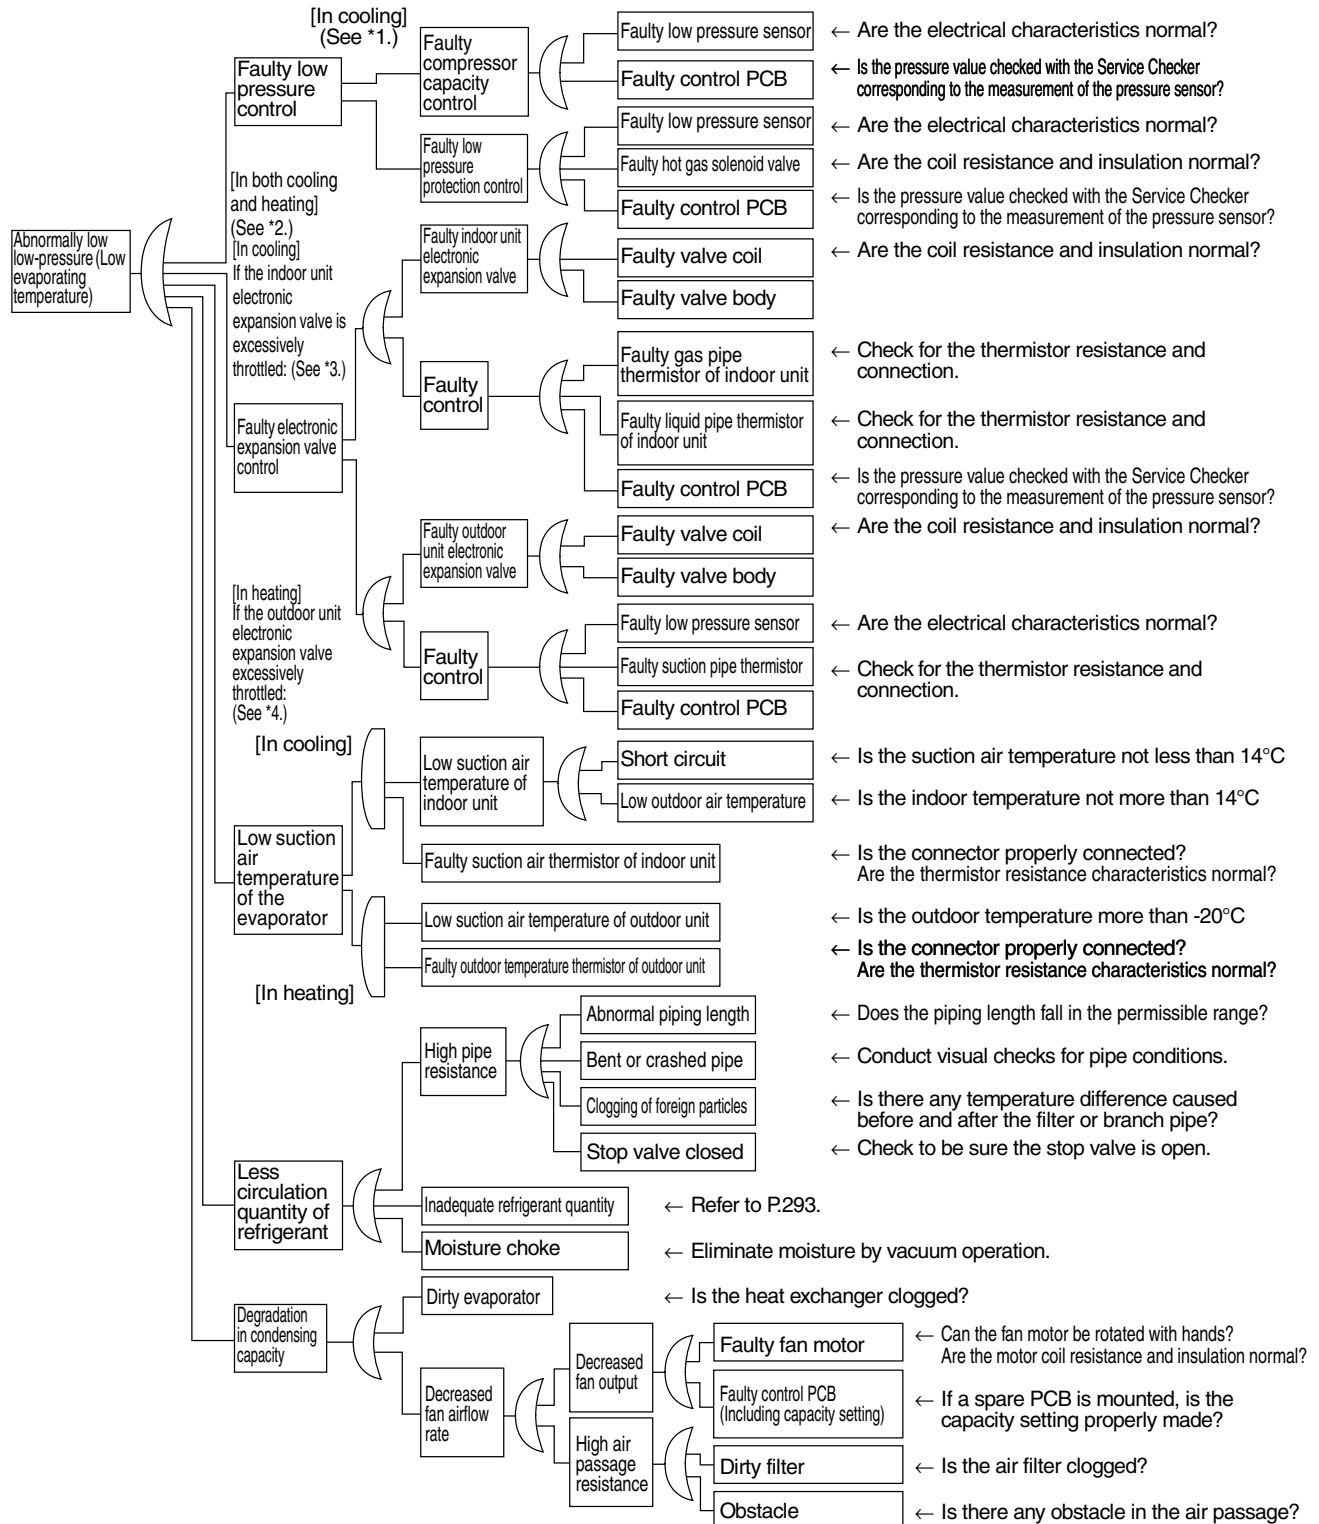 [In cooling]
(See *1.)
Faulty low
pressure
control
Faulty
compressor
capacity
control
Faulty low pressure sensor
← Are the electrical characteristics normal?
Faulty control PCB
← Is the pressure value checked with the Service Checker
corresponding to the measurement of the pressure sensor?
Faulty low
pressure
protection control
Faulty low pressure sensor
← Are the electrical characteristics normal?
Faulty hot gas solenoid valve
← Are the coil resistance and insulation normal?
Faulty control PCB
← Is the pressure value checked with the Service Checker
corresponding to the measurement of the pressure sensor?
[In both cooling
and heating]
(See *2.)
[In cooling]
If the indoor unit
electronic
expansion valve is
excessively
throttled: (See *3.)
Abnormally low
low-pressure (Low
evaporating
temperature)
Faulty indoor unit
electronic
expansion valve
Faulty valve coil
← Are the coil resistance and insulation normal?
Faulty valve body
Faulty
control
Faulty gas pipe
thermistor of indoor unit
← Check for the thermistor resistance and
connection.
Faulty liquid pipe thermistor
of indoor unit
← Check for the thermistor resistance and
connection.
Faulty control PCB
← Is the pressure value checked with the Service Checker
corresponding to the measurement of the pressure sensor?
Faulty electronic
expansion valve
control
Faulty outdoor
unit electronic
expansion valve
Faulty valve coil
← Are the coil resistance and insulation normal?
Faulty valve body
[In heating]
If the outdoor unit
electronic
expansion valve
excessively
throttled:
(See *4.)
Faulty
control
Faulty low pressure sensor
← Are the electrical characteristics normal?
Faulty suction pipe thermistor
← Check for the thermistor resistance and
connection.
Faulty control PCB
[In cooling]
Low suction air
temperature of
indoor unit
Short circuit
← Is the suction air temperature not less than 14°C
Low outdoor air temperature
← Is the indoor temperature not more than 14°C
Low suction
air
temperature
of the
evaporator
Faulty suction air thermistor of indoor unit
← Is the connector properly connected?
Are the thermistor resistance characteristics normal?
Low suction air temperature of outdoor unit
← Is the outdoor temperature more than -20°C
Faulty outdoor temperature thermistor of outdoor unit
← Is the connector properly connected?
Are the thermistor resistance characteristics normal?
[In heating]
High pipe
resistance
Abnormal piping length
← Does the piping length fall in the permissible range?
Bent or crashed pipe
← Conduct visual checks for pipe conditions.
Clogging of foreign particles
← Is there any temperature difference caused
before and after the filter or branch pipe?
Stop valve closed
← Check to be sure the stop valve is open.
Less
circulation
quantity of
refrigerant
Inadequate refrigerant quantity
← Refer to P.293.
Moisture choke
← Eliminate moisture by vacuum operation.
Degradation
in condensing
capacity
Dirty evaporator
← Is the heat exchanger clogged?
Decreased
fan airflow
rate
Decreased
fan output
Faulty fan motor
← Can the fan motor be rotated with hands?
Are the motor coil resistance and insulation normal?
Faulty control PCB
(Including capacity setting)
← If a spare PCB is mounted, is the
capacity setting properly made?
High air
passage
resistance
Dirty filter
← Is the air filter clogged?
Obstacle
← Is there any obstacle in the air passage?